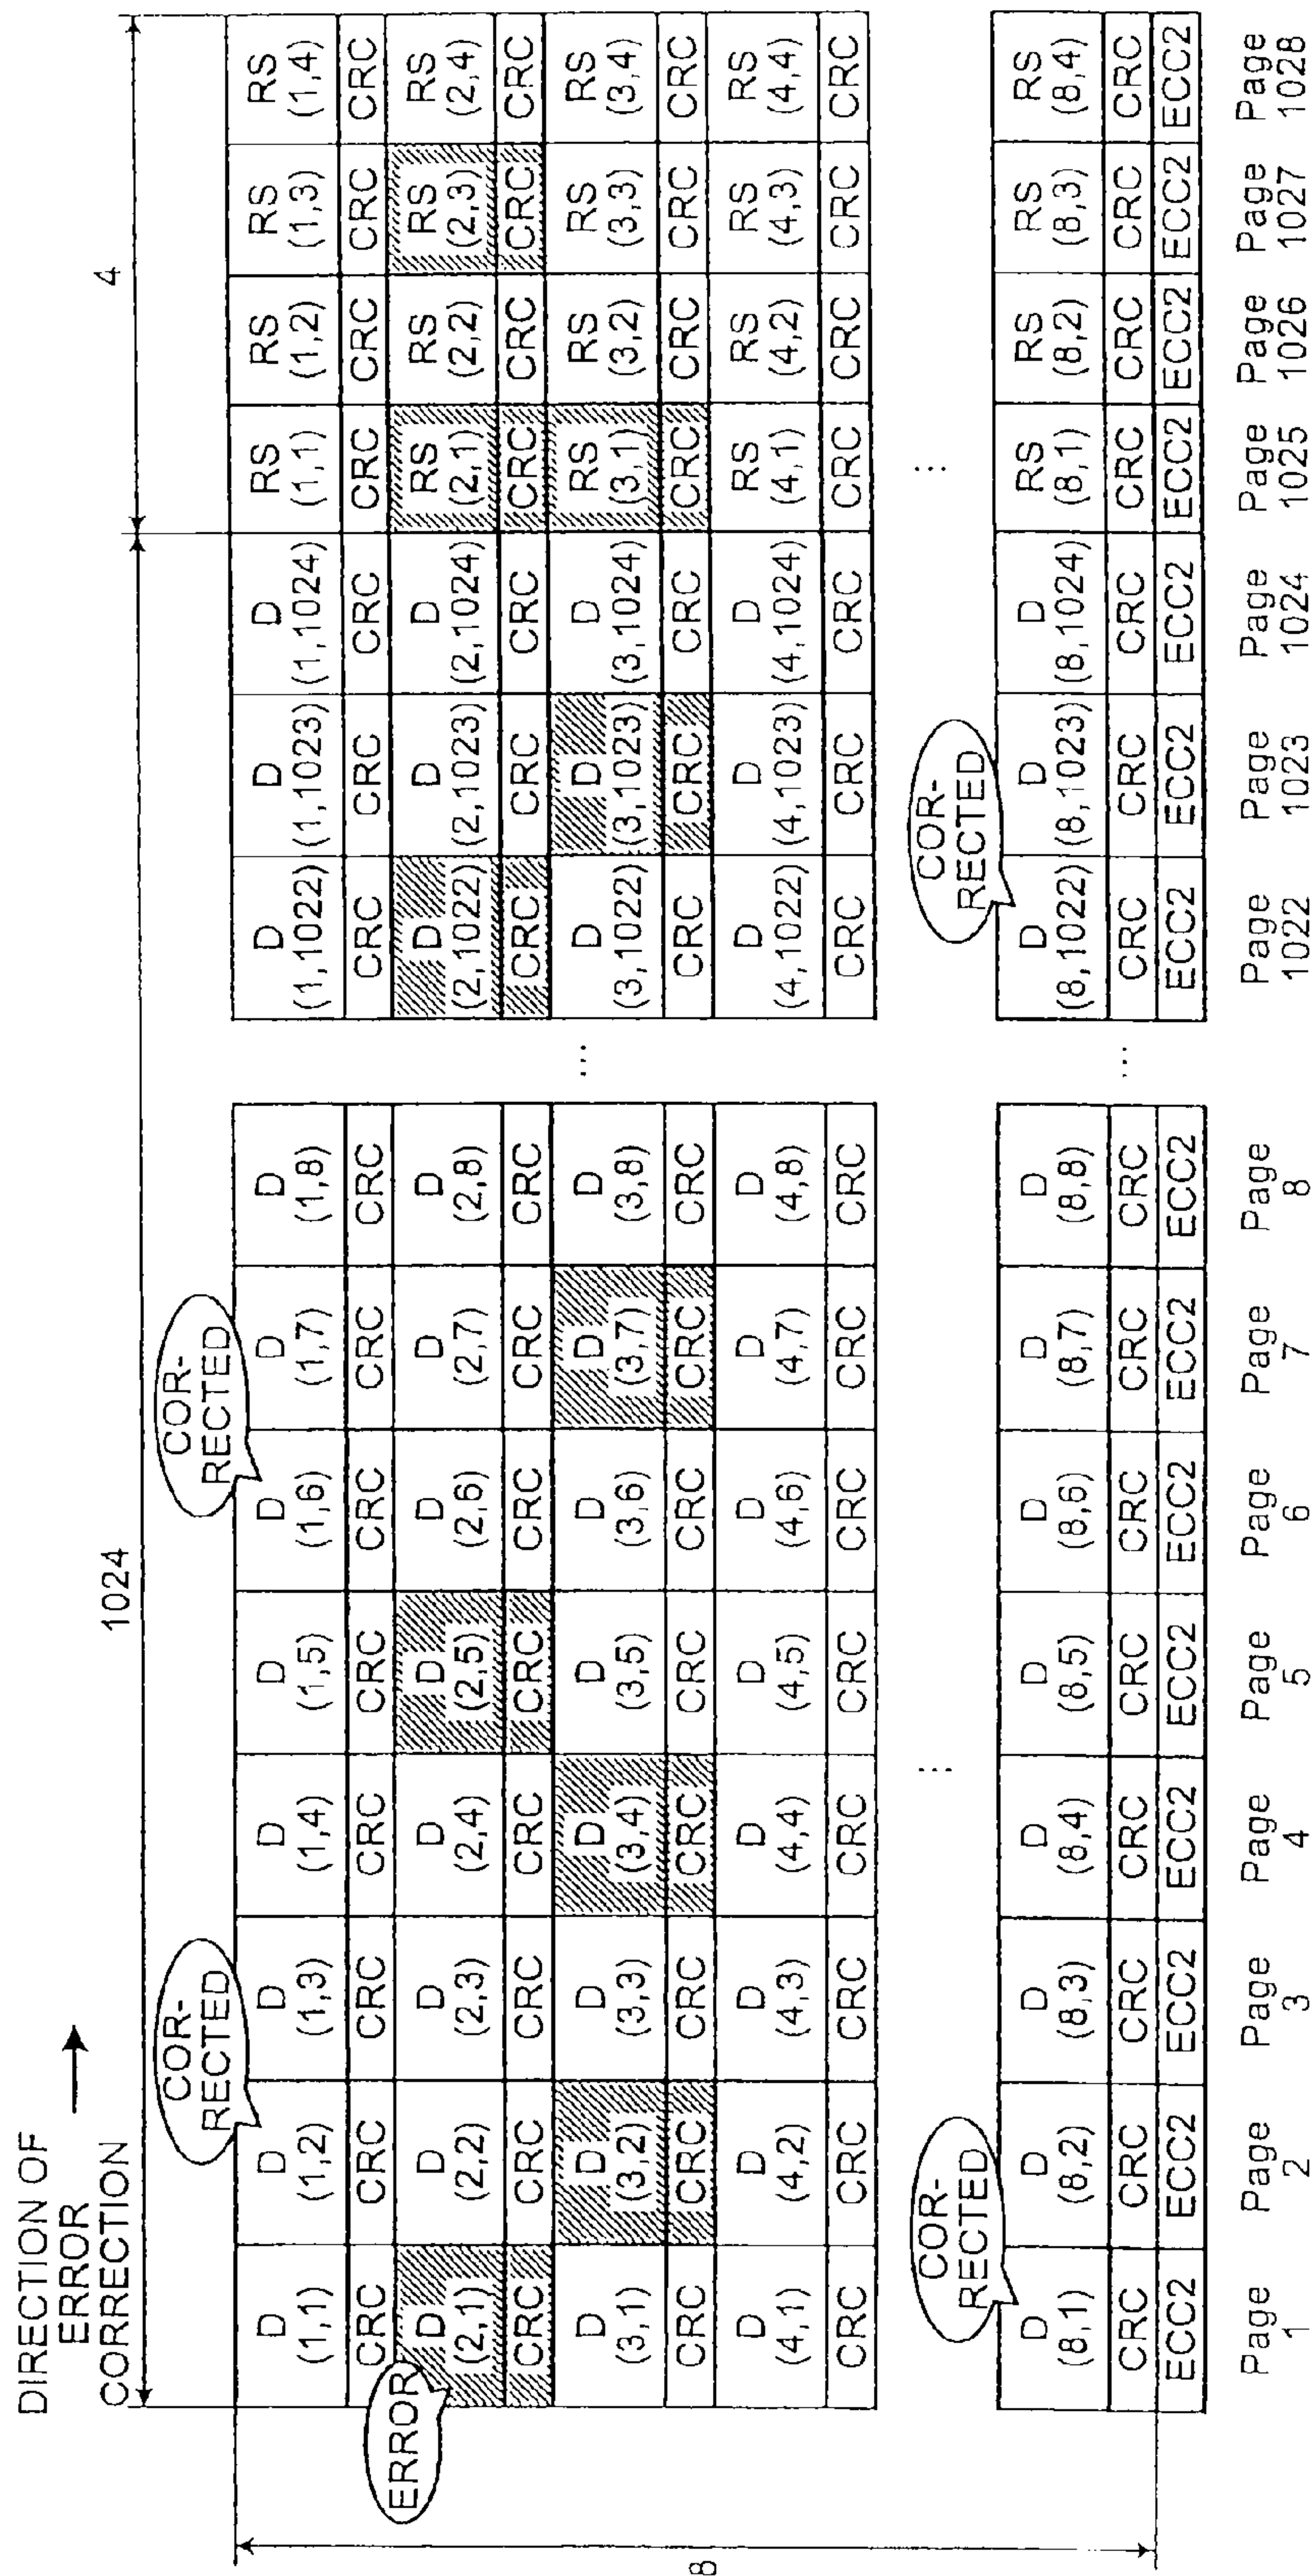 DIRECTION OF
ERROR
CORRECTION
1024
4
8
ERROR
COR-
RECTED
COR-
RECTED
COR-
RECTED
COR-
RECTED
D D D D D D D D … D D D RS RS RS RS
(1,1) (1,2) (1,3) (1,4) (1,5) (1,6) (1,7) (1,8) (1,1022) (1,1023) (1,1024) (1,1) (1,2) (1,3) (1,4)
CRC CRC CRC CRC CRC CRC CRC CRC CRC CRC CRC CRC CRC CRC CRC
D D D D D D D D D D D RS RS RS RS
(2,1) (2,2) (2,3) (2,4) (2,5) (2,6) (2,7) (2,8) (2,1022) (2,1023) (2,1024) (2,1) (2,2) (2,3) (2,4)
CRC CRC CRC CRC CRC CRC CRC CRC CRC CRC CRC CRC CRC CRC CRC
D D D D D D D D D D D RS RS RS RS
(3,1) (3,2) (3,3) (3,4) (3,5) (3,6) (3,7) (3,8) (3,1022) (3,1023) (3,1024) (3,1) (3,2) (3,3) (3,4)
CRC CRC CRC CRC CRC CRC CRC CRC CRC CRC CRC CRC CRC CRC CRC
D D D D D D D D D D D RS RS RS RS
(4,1) (4,2) (4,3) (4,4) (4,5) (4,6) (4,7) (4,8) (4,1022) (4,1023) (4,1024) (4,1) (4,2) (4,3) (4,4)
CRC CRC CRC CRC CRC CRC CRC CRC CRC CRC CRC CRC CRC CRC CRC
… …
D D D D D D D D … D D D RS RS RS RS
(8,1) (8,2) (8,3) (8,4) (8,5) (8,6) (8,7) (8,8) (8,1022) (8,1023) (8,1024) (8,1) (8,2) (8,3) (8,4)
CRC CRC CRC CRC CRC CRC CRC CRC CRC CRC CRC CRC CRC CRC CRC
ECC2 ECC2 ECC2 ECC2 ECC2 ECC2 ECC2 ECC2 ECC2 ECC2 ECC2 ECC2 ECC2 ECC2 ECC2
Page Page Page Page Page Page Page Page Page Page Page Page Page Page Page
1 2 3 4 5 6 7 8 1022 1023 1024 1025 1026 1027 1028